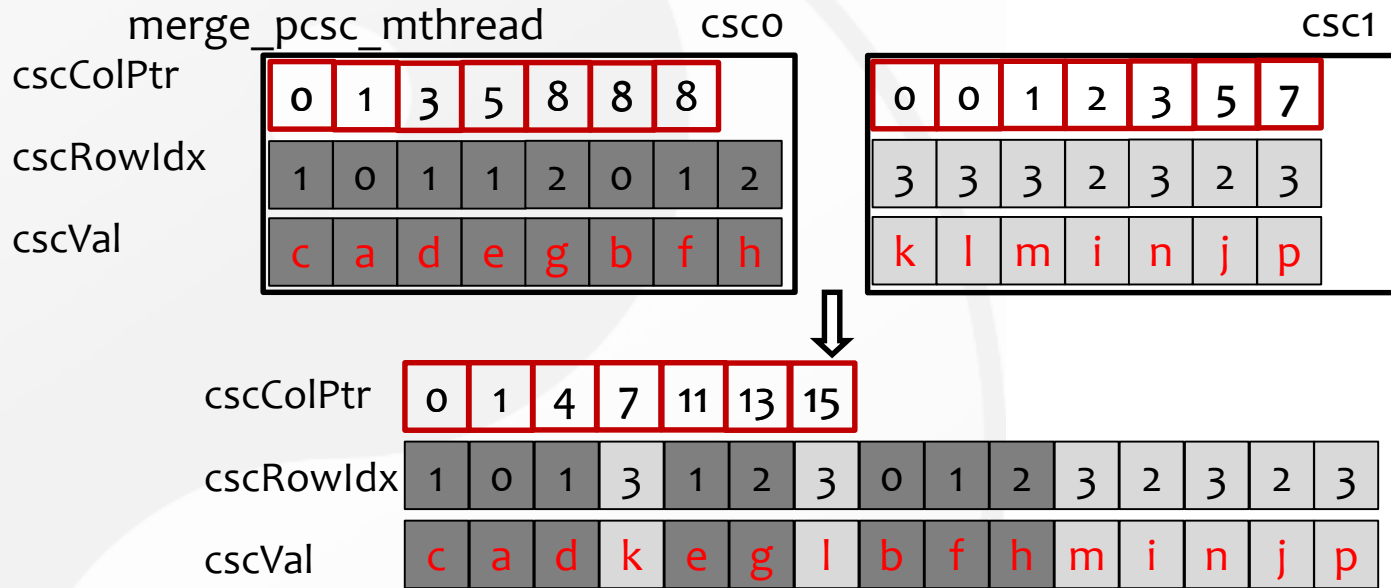 merge_pcsc_mthread csc0 csc1
cscColPtr 0 1 3 5 8 8 8 0 0 1 2 3 5 7
cscRowIdx 1 0 1 1 2 0 1 2 3 3 3 2 3 2 3
cscVal c a d e g b f h k l m i n j p
cscColPtr 0 1 4 7 11 13 15
cscRowIdx 1 0 1 3 1 2 3 0 1 2 3 2 3 2 3
cscVal c a d k e g l b f h m i n j p